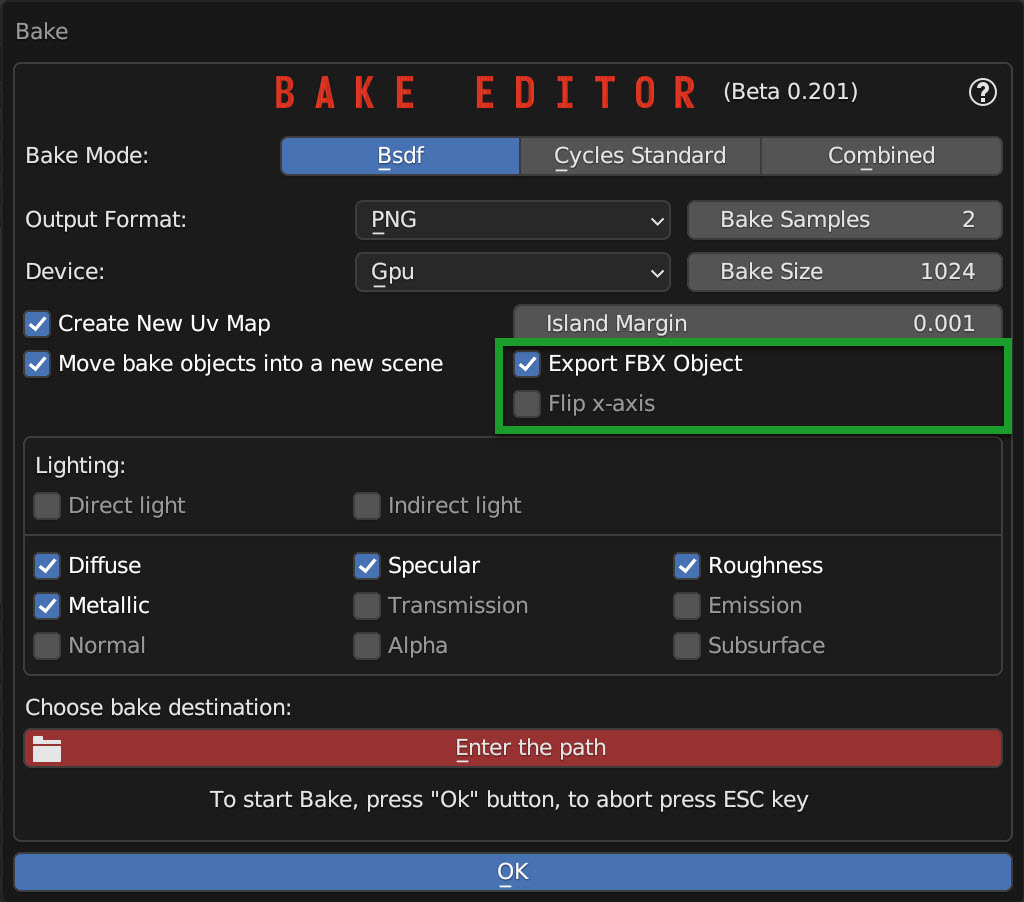 Bake
BAKE EDITOR (Beta 0.201) ?
Bake Mode: Bsdf Cycles Standard Combined
Output Format: PNG Bake Samples 2
Device: Gpu Bake Size 1024
Create New Uv Map Island Margin 0.001
Move bake objects into a new scene Export FBX Object
Flip x-axis
Lighting:
Direct light Indirect light
Diffuse Specular Roughness
Metallic Transmission Emission
Normal Alpha Subsurface
Choose bake destination:
Enter the path
To start Bake, press "Ok" button, to abort press ESC key
OK